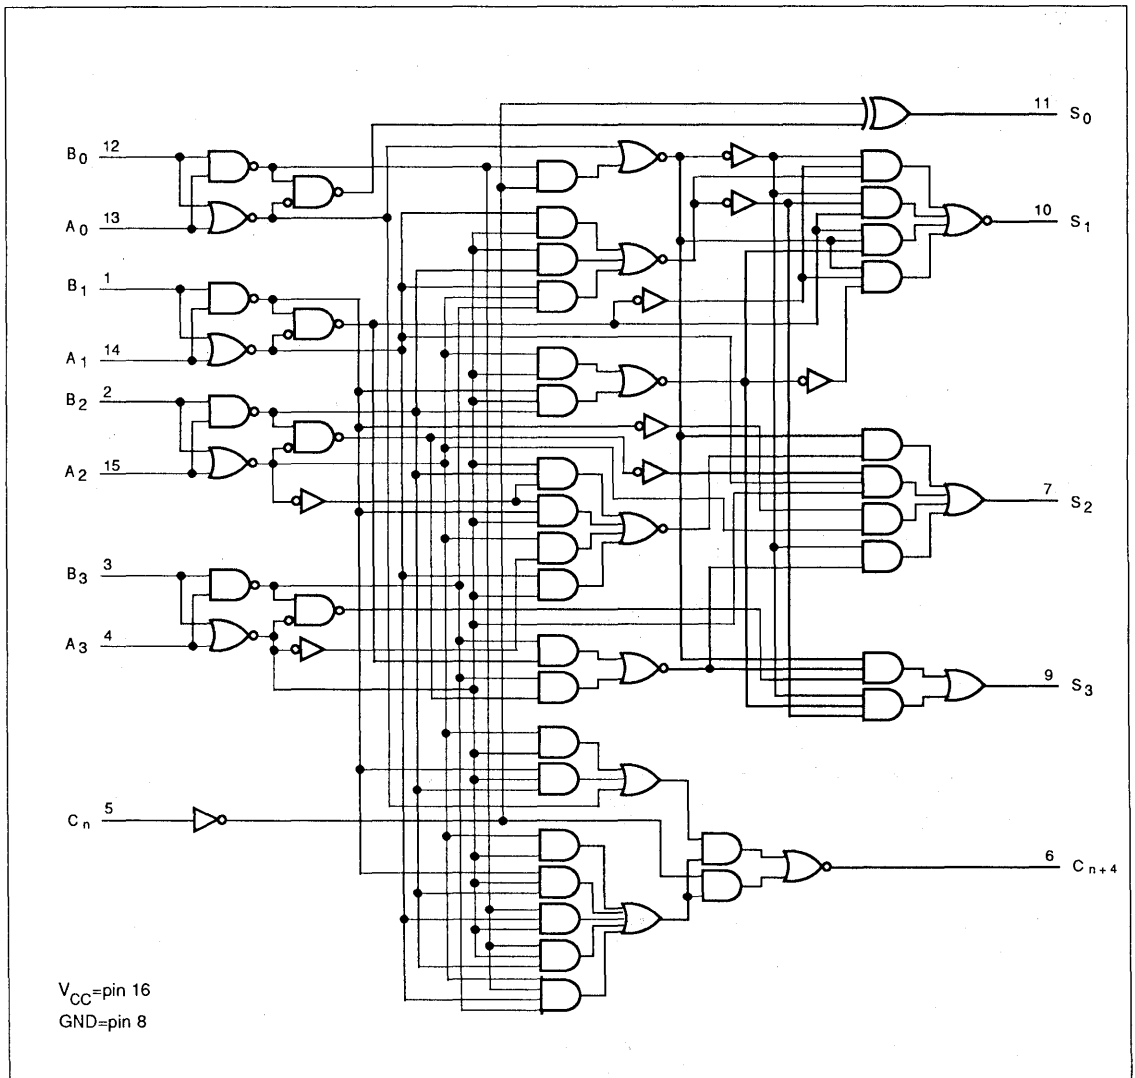 11 S0
B0 12
A0 13
10 S1
B1 1
A1 14
B2 2
A2 15
7 S2
B3 3
A3 4
9 S3
Cn 5
6 Cn+4
VCC=pin 16
GND=pin 8